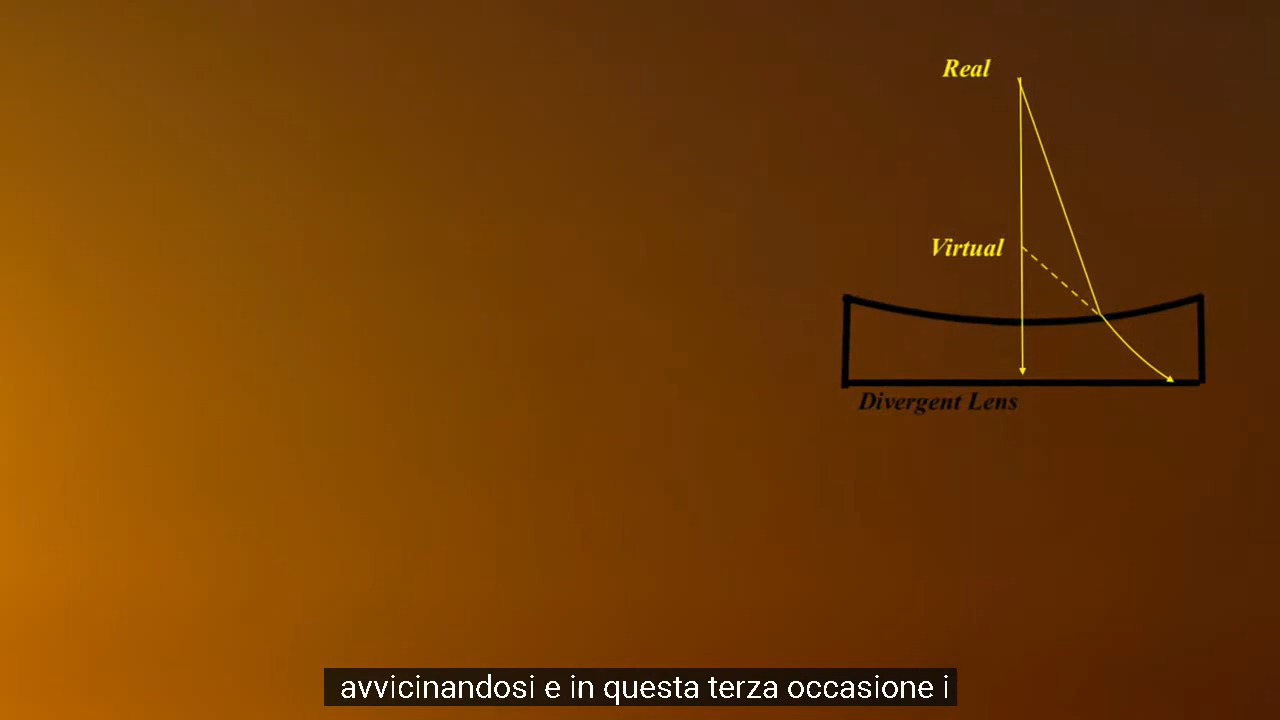 Real
Virtual
Divergent Lens
avvicinandosi e in questa terza occasione i